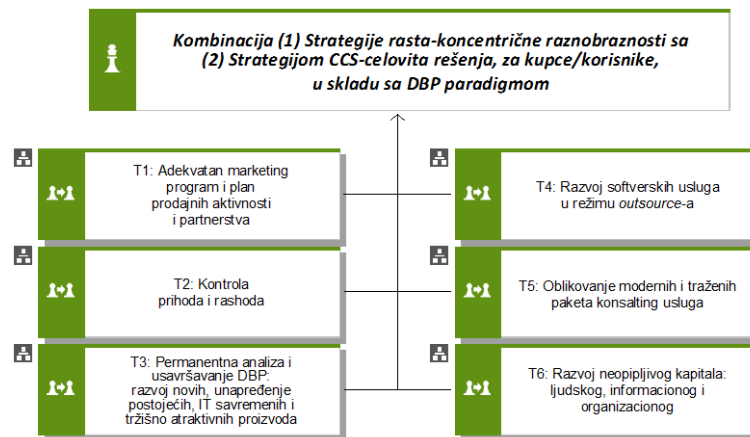 Kombinacija (1) Strategije rasta-koncentrične raznobraznosti sa
(2) Strategijom CCS-celovita rešenja, za kupce/korisnike,
u skladu sa DBP paradigmom
T1: Adekvatan marketing
program i plan
prodajnih aktivnosti
i partnerstva
T4: Razvoj softverskih usluga
u režimu outsource-a
T2: Kontrola
prihoda i rashoda
T5: Oblikovanje modernih i traženih
paketa konsalting usluga
T3: Permanentna analiza i
usavršavanje DBP:
razvoj novih, unapređenje
postojećih, IT savremenih i
tržišno atraktivnih proizvoda
T6: Razvoj neopipljivog kapitala:
ljudskog, informacionog i
organizacionog